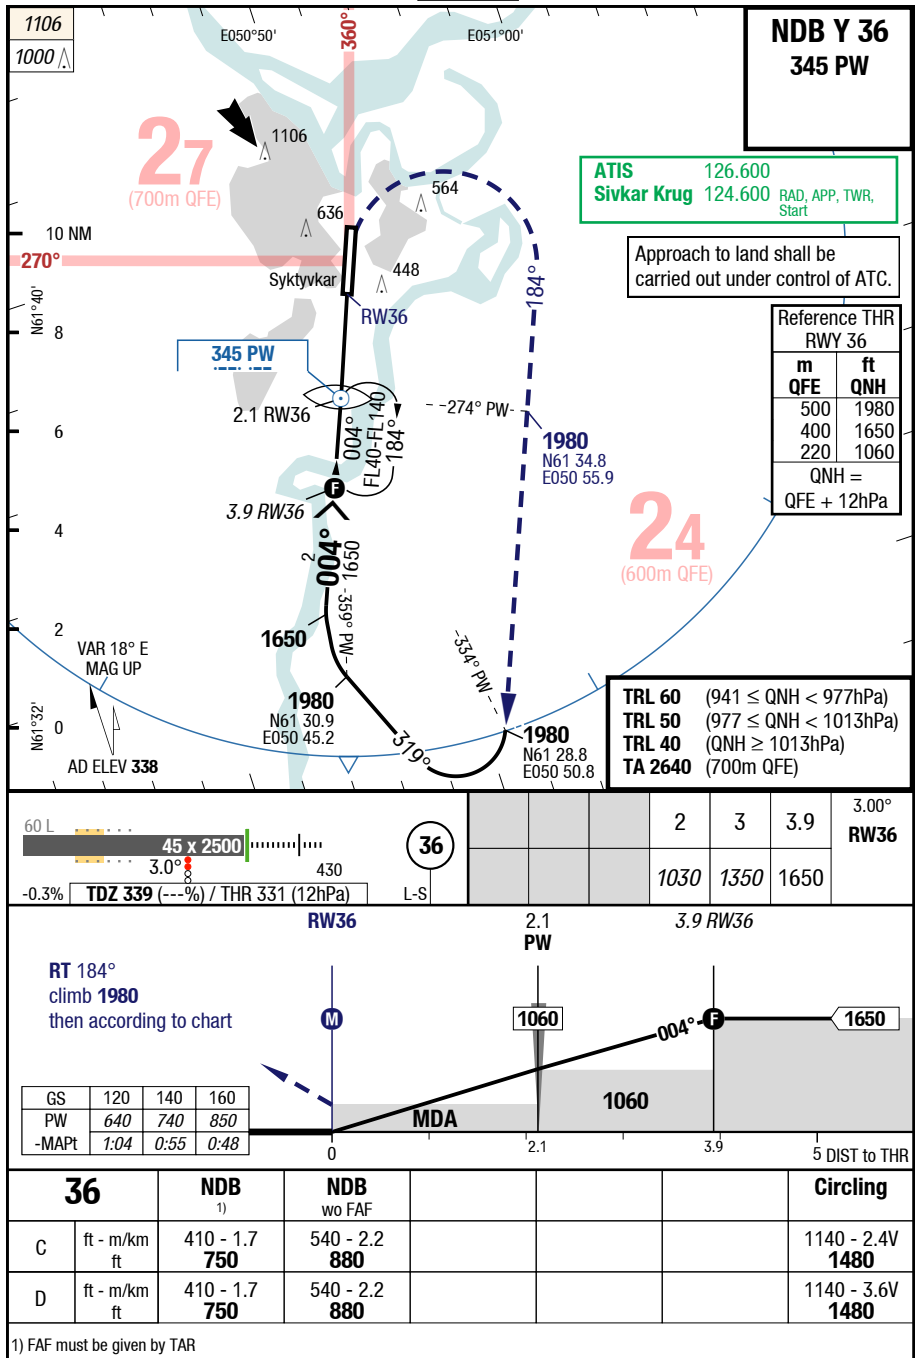 1106
1000
E050°50'
360°
E051°00'
NDB Y 36
345 PW
27
(700m QFE)
1106
564
636
448
ATIS 126.600
Sivkar Krug 124.600 RAD, APP, TWR,
Start
10 NM
270°
Syktyvkar
RW36
184°
Approach to land shall be
carried out under control of ATC.
N61°40'
8
345 PW
2.1 RW36
004°
FL40-FL140
184°
--274° PW-
1980
N61 34.8
E050 55.9
Reference THR
RWY 36
m ft
QFE QNH
500 1980
400 1650
220 1060
QNH =
QFE + 12hPa
6
F
3.9 RW36
4
2
004°
1650
24
(600m QFE)
-359° PW-
-334° PW--
2
1650
VAR 18° E
MAG UP
1980
N61 30.9
E050 45.2
319°
1980
N61 28.8
E050 50.8
N61°32'
0
AD ELEV 338
TRL 60 (941 ≤ QNH < 977hPa)
TRL 50 (977 ≤ QNH < 1013hPa)
TRL 40 (QNH ≥ 1013hPa)
TA 2640 (700m QFE)
60 L
45 x 2500
3.0°
430
-0.3% TDZ 339 (---%) / THR 331 (12hPa)
36
L-S
2 3 3.9 3.00°
RW36
1030 1350 1650
RW36
2.1
PW
3.9 RW36
RT 184°
climb 1980
then according to chart
M
1060
004°
F
1650
MDA
1060
GS 120 140 160
PW 640 740 850
-MAPt 1:04 0:55 0:48
0 2.1 3.9 5 DIST to THR
36 NDB NDB Circling
1) wo FAF
C ft - m/km 410 - 1.7 540 - 2.2 1140 - 2.4V
ft 750 880 1480
D ft - m/km 410 - 1.7 540 - 2.2 1140 - 3.6V
ft 750 880 1480
1) FAF must be given by TAR